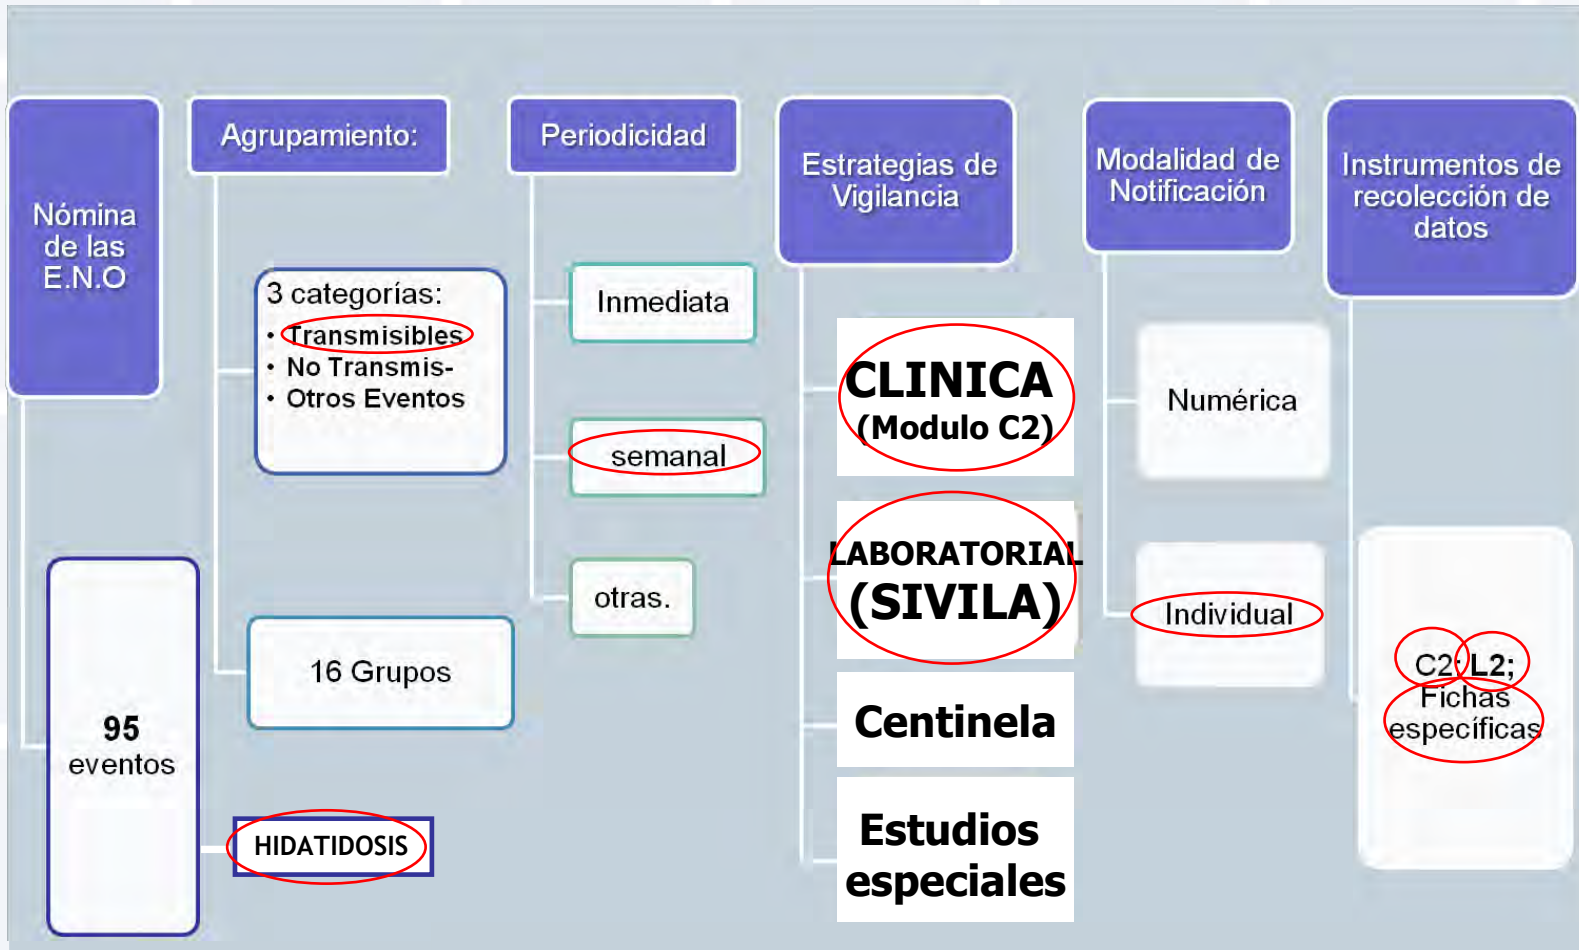 Nómina
de las
E.N.O
95
eventos
HIDATIDOSIS
Agrupamiento:
3 categorías:
• Transmisibles
• No Transmis-
• Otros Eventos
16 Grupos
Periodicidad
Inmediata
semanal
otras.
Estrategias de
Vigilancia
CLINICA
(Modulo C2)
LABORATORIAL
(SIVILA)
Centinela
Estudios
especiales
Modalidad de
Notificación
Numérica
Individual
Instrumentos de
recolección de
datos
C2; L2;
Fichas
específicas